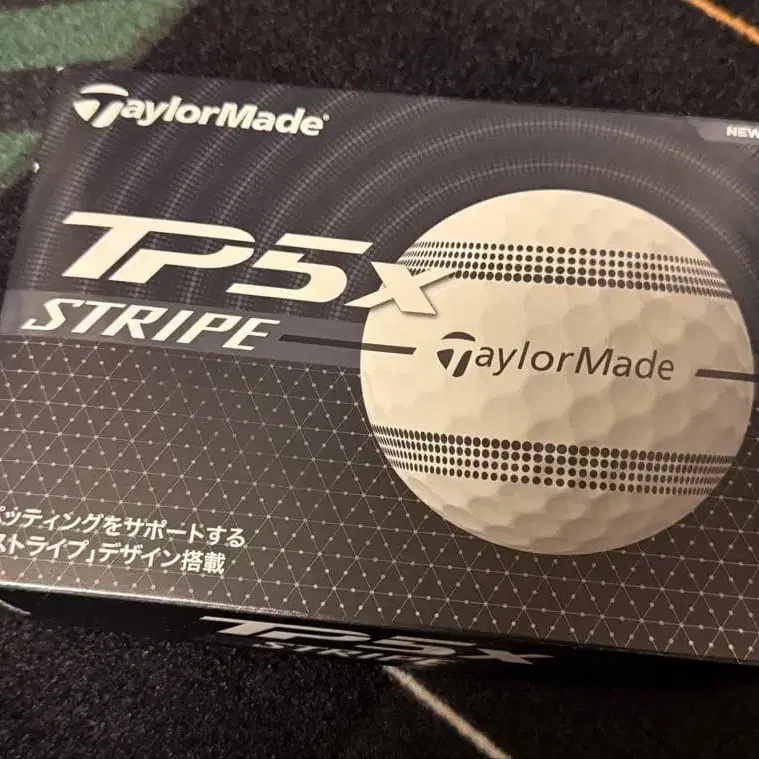 TaylorMade
NEW
TP5x
STRIPE
TaylorMade
パッティングをサポートする
ストライプ」デザイン搭載
TP5x
STRIPE